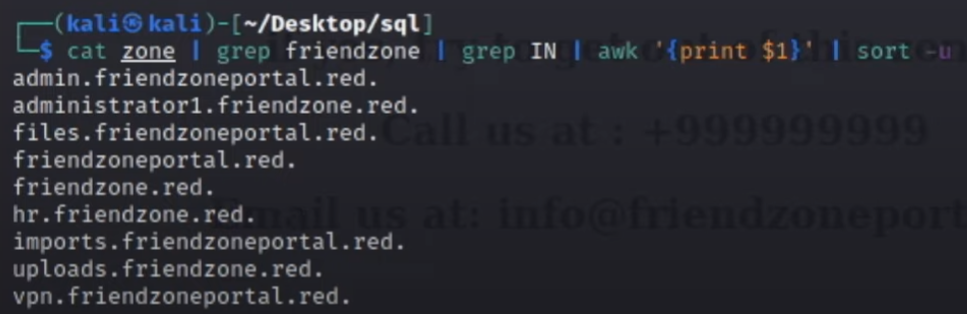 ┌──(kali㉿kali)-[~/Desktop/sql]
└─$ cat zone | grep friendzone | grep IN | awk '{print $1}' | sort -u
admin.friendzoneportal.red.
administrator1.friendzone.red.
files.friendzoneportal.red.
Call us at : +999999999
friendzoneportal.red.
friendzone.red.
hr.friendzone.red.
Email us at: info@friendzoneport
imports.friendzoneportal.red.
uploads.friendzone.red.
vpn.friendzoneportal.red.